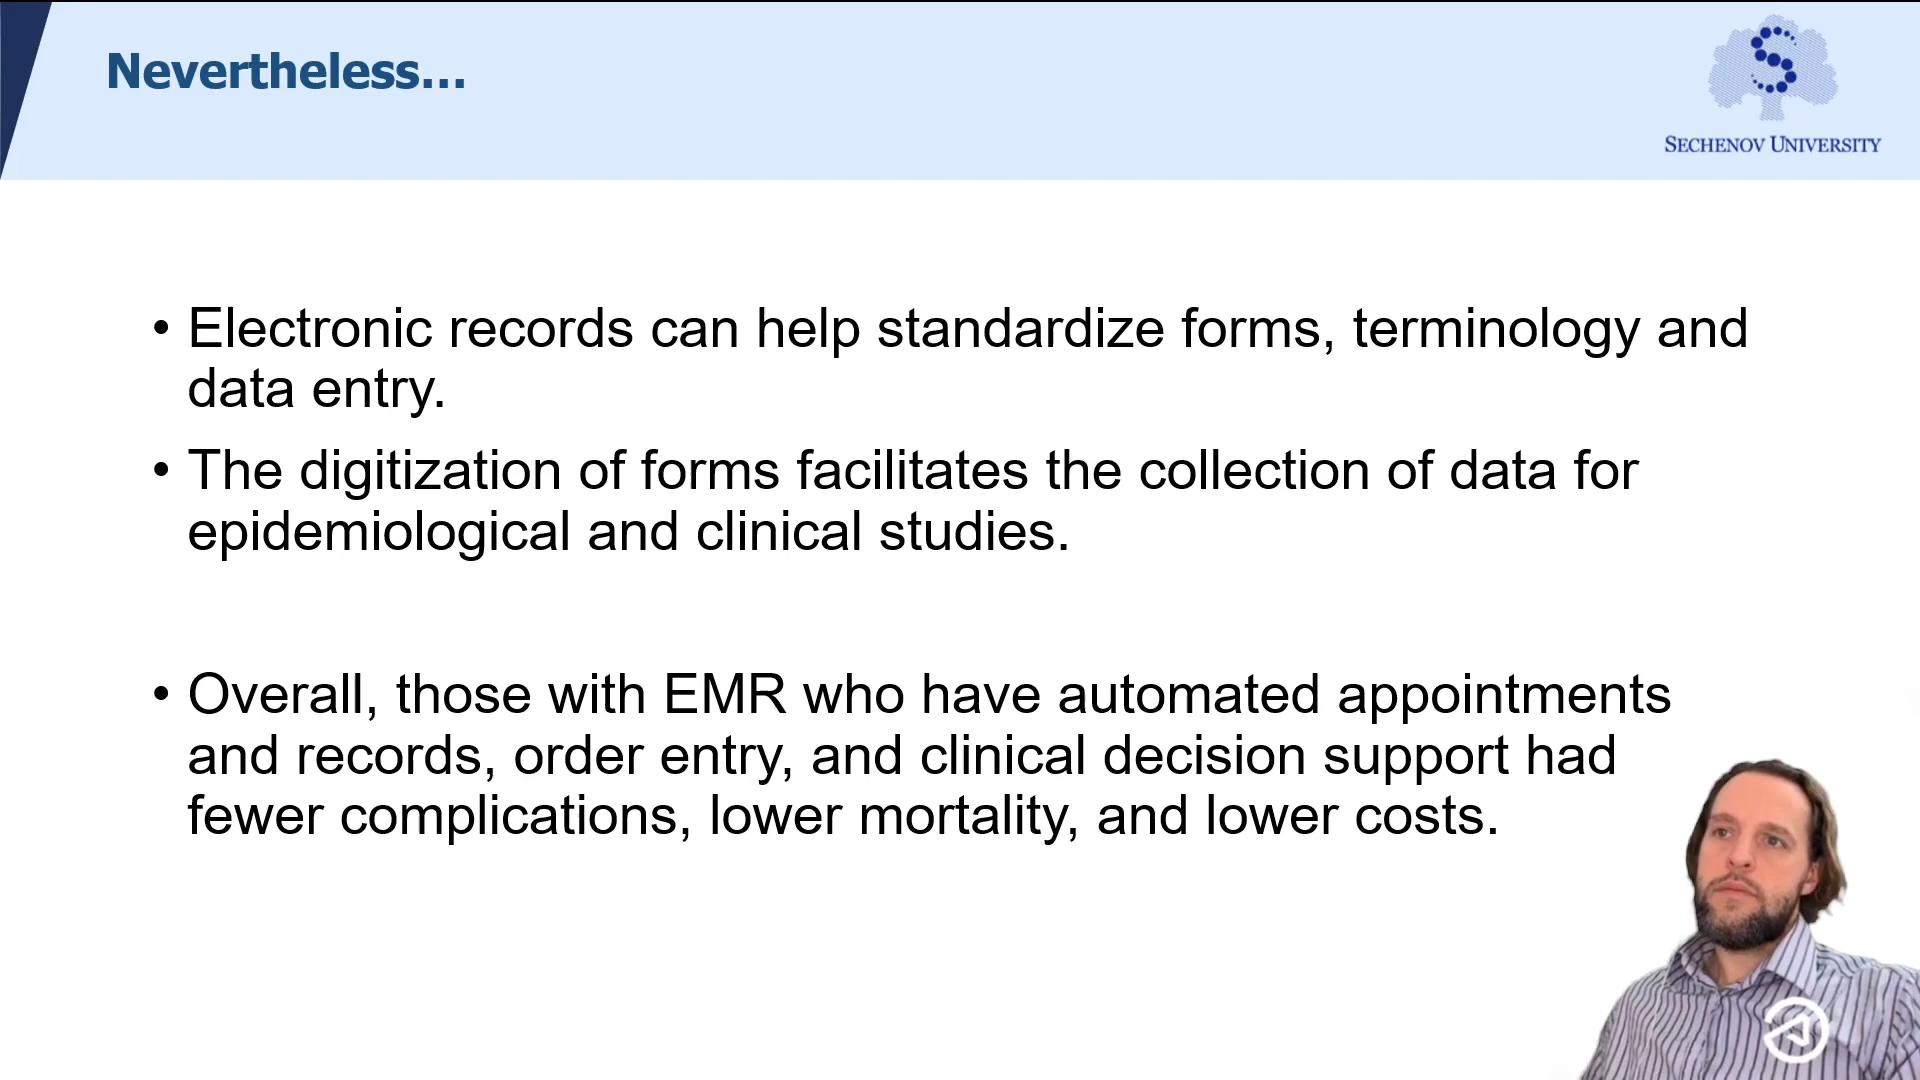 Nevertheless...
SECHENOV UNIVERSITY
• Electronic records can help standardize forms, terminology and
data entry.
• The digitization of forms facilitates the collection of data for
epidemiological and clinical studies.
• Overall, those with EMR who have automated appointments
and records, order entry, and clinical decision support had
fewer complications, lower mortality, and lower costs.